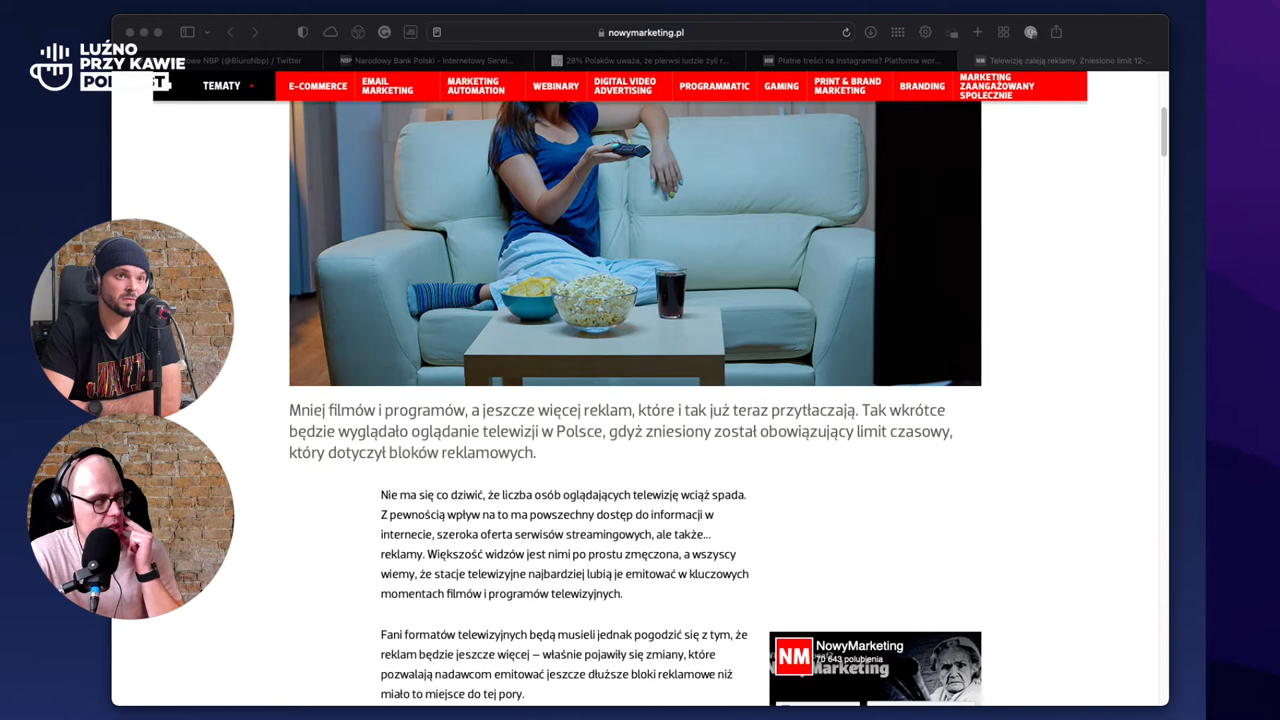 LUŹNO
PRZY KAWIE
PODCAST
nowymarketing.pl
owe NBP (@BiuroNbp) / Twitter
Narodowy Bank Polski - Internetowy Serwi...
28% Polaków uważa, że pierwsi ludzie żyli r...
Płatne treści na Instagramie? Platforma wpr...
Telewizję zaleją reklamy. Zniesiono limit 12-...
TEMATY
E-COMMERCE
EMAIL
MARKETING
MARKETING
AUTOMATION
WEBINARY
DIGITAL VIDEO
ADVERTISING
PROGRAMMATIC
GAMING
PRINT & BRAND
MARKETING
BRANDING
MARKETING
ZAANGAŻOWANY
SPOŁECZNIE
JAZZ
Mniej filmów i programów, a jeszcze więcej reklam, które i tak już teraz przytłaczają. Tak wkrótce
będzie wyglądało oglądanie telewizji w Polsce, gdyż zniesiony został obowiązujący limit czasowy,
który dotyczył bloków reklamowych.
Nie ma się co dziwić, że liczba osób oglądających telewizję wciąż spada.
Z pewnością wpływ na to ma powszechny dostęp do informacji w
internecie, szeroka oferta serwisów streamingowych, ale także...
reklamy. Większość widzów jest nimi po prostu zmęczona, a wszyscy
wiemy, że stacje telewizyjne najbardziej lubią je emitować w kluczowych
momentach filmów i programów telewizyjnych.
Fani formatów telewizyjnych będą musieli jednak pogodzić się z tym, że
reklam będzie jeszcze więcej – właśnie pojawiły się zmiany, które
pozwalają nadawcom emitować jeszcze dłuższe bloki reklamowe niż
miało to miejsce do tej pory.
NM
NowyMarketing
70 643 polubienia
Marketing